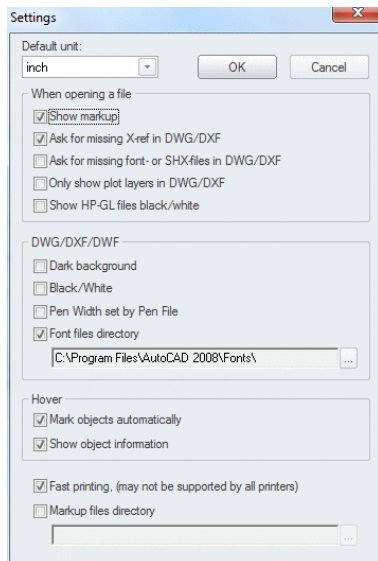 Settings
Default unit:
inch
OK
Cancel
When opening a file
Show markup
Ask for missing X-ref in DWG/DXF
Ask for missing font- or SHX-files in DWG/DXF
Only show plot layers in DWG/DXF
Show HP-GL files black/white
DWG/DXF/DWF
Dark background
Black/White
Pen Width set by Pen File
Font files directory
C:\Program Files\AutoCAD 2008\Fonts\
...
Hover
Mark objects automatically
Show object information
Fast printing, (may not be supported by all printers)
Markup files directory
...